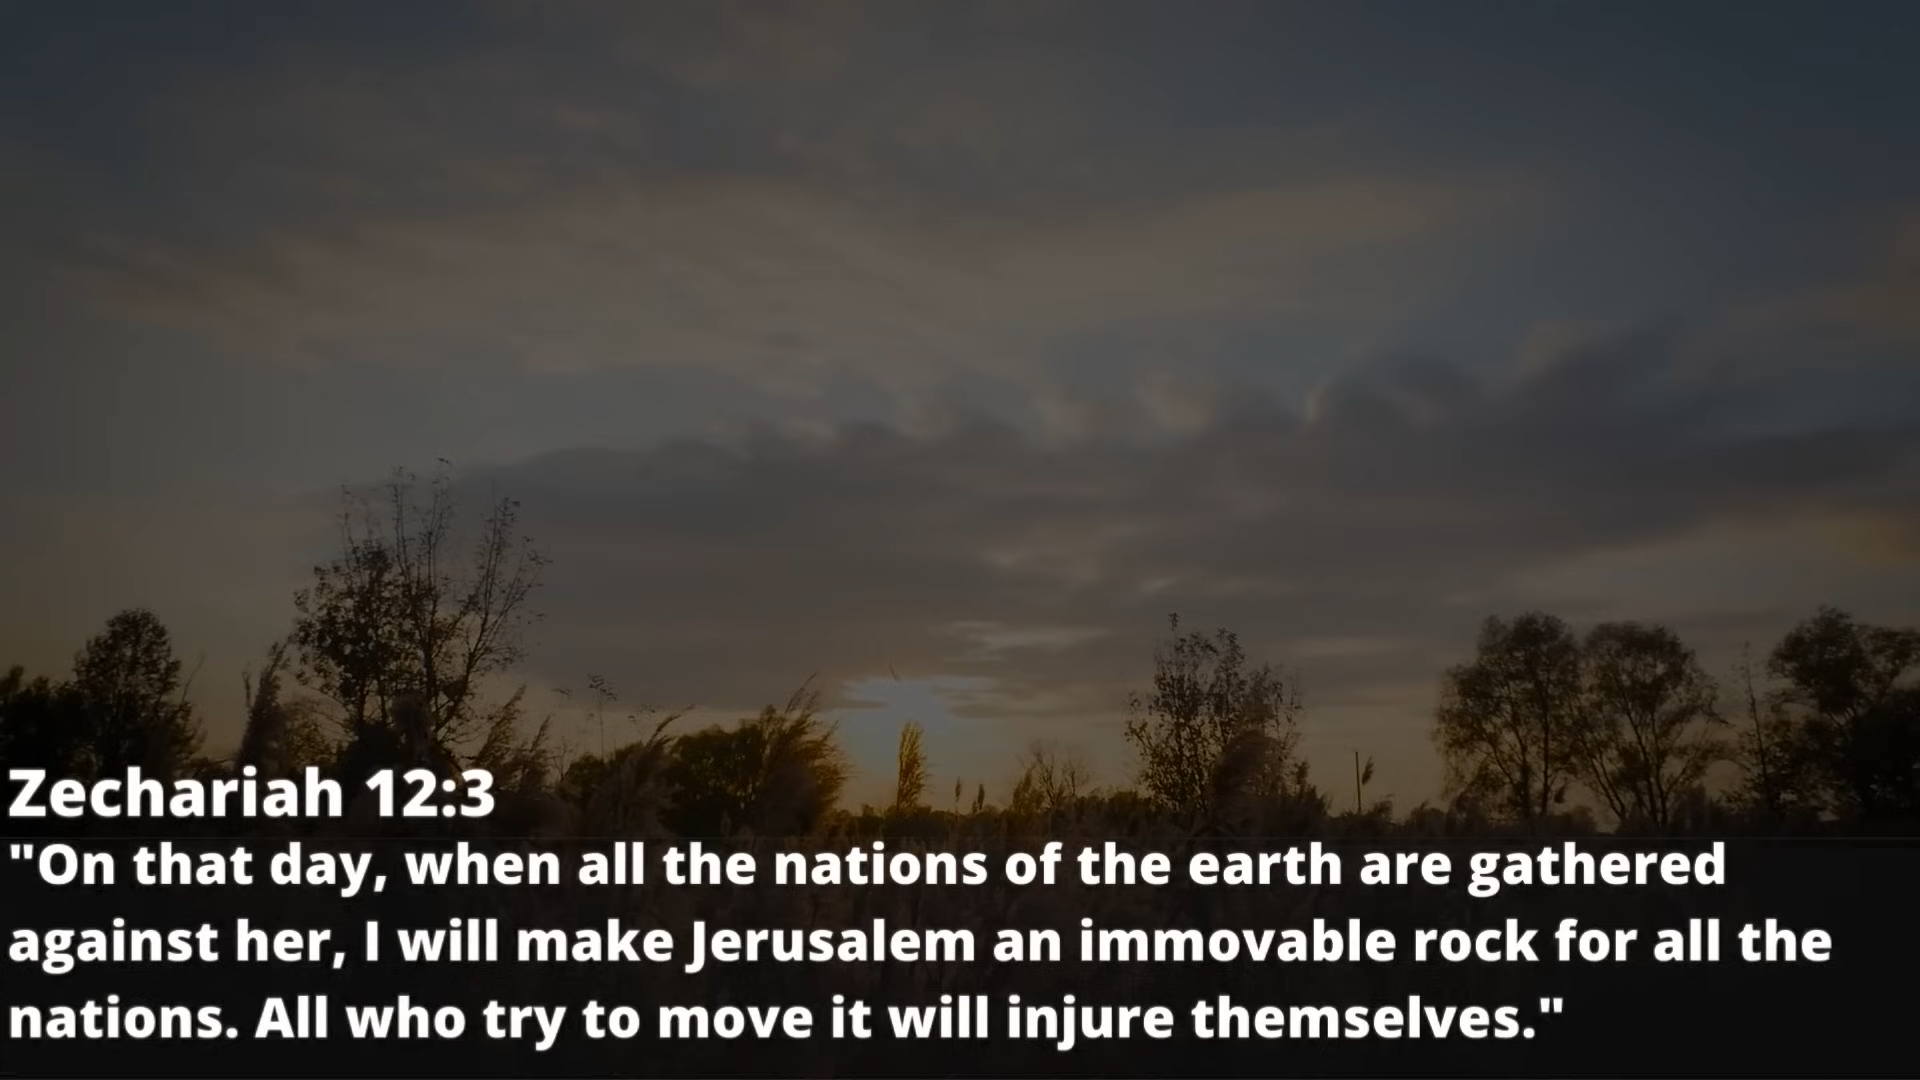 Zechariah 12:3
"On that day, when all the nations of the earth are gathered
against her, I will make Jerusalem an immovable rock for all the
nations. All who try to move it will injure themselves."